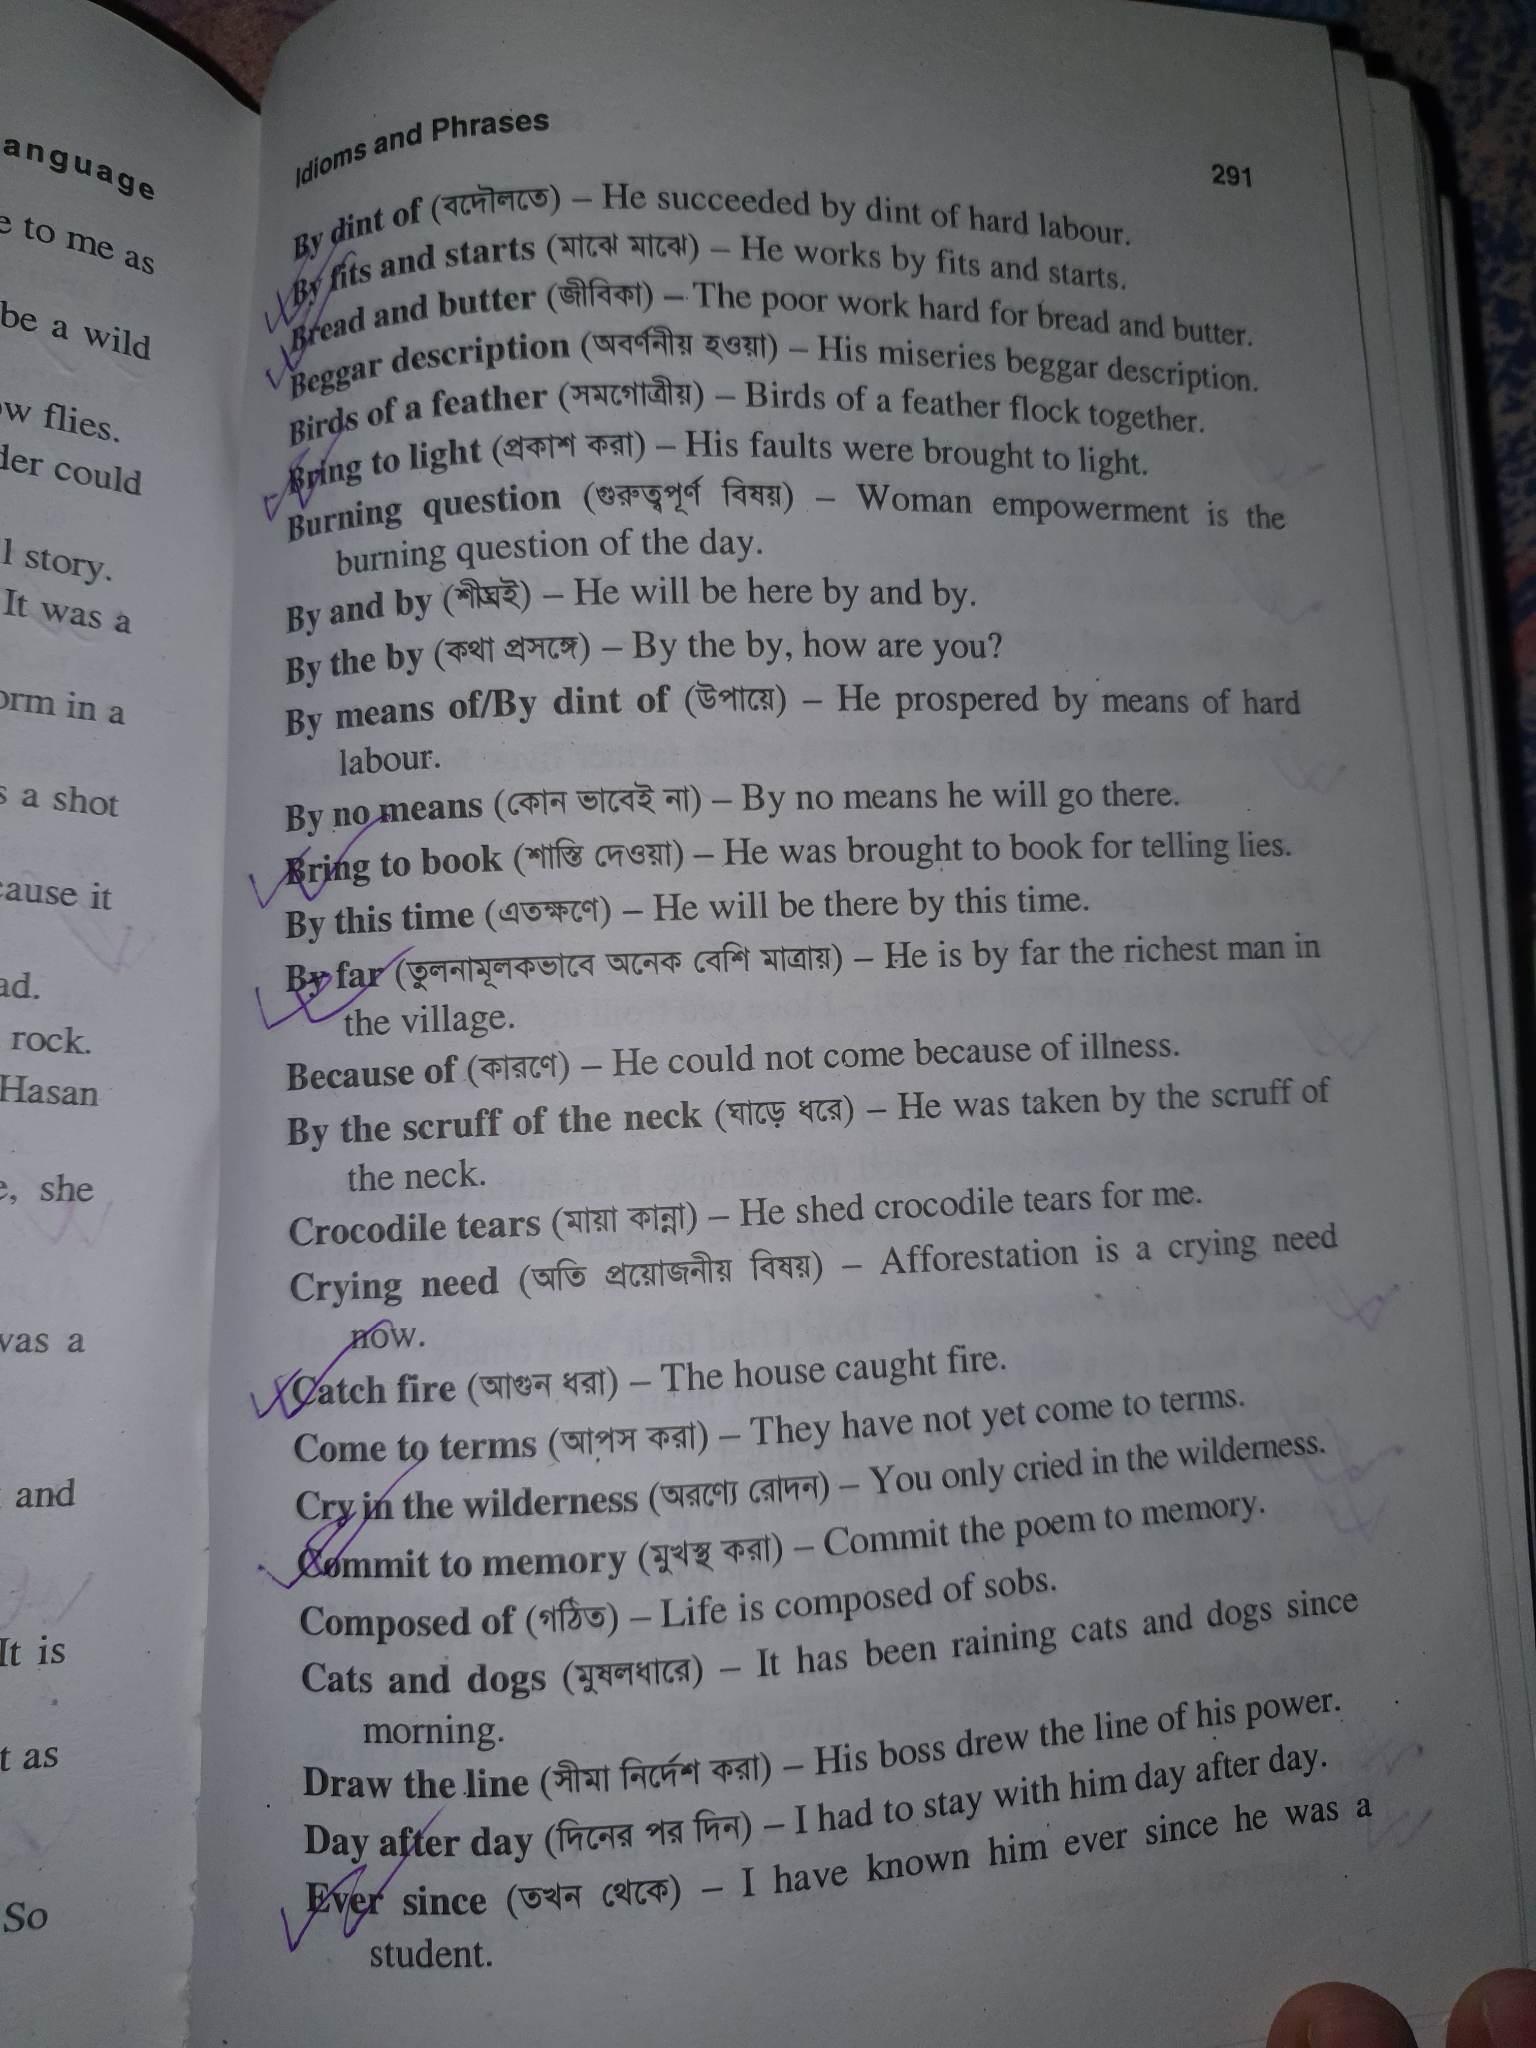 anguage
e to me as
be a wild
ow flies.
der could
l story.
It was a
orm in a
s a shot
cause it
ad.
rock.
Hasan
e, she
was a
and
It is
t as
So
Idioms and Phrases
291
By dint of (বদৌলতে) – He succeeded by dint of hard labour.
By fits and starts (মাঝে মাঝে) – He works by fits and starts.
Bread and butter (জীবিকা) – The poor work hard for bread and butter.
Beggar description (অবর্ণনীয় হওয়া) – His miseries beggar description.
Birds of a feather (সমগোত্রীয়) – Birds of a feather flock together.
Bring to light (প্রকাশ করা) – His faults were brought to light.
Burning question (গুরুত্বপূর্ণ বিষয়) – Woman empowerment is the
burning question of the day.
By and by (শীঘ্রই) – He will be here by and by.
By the by (কথা প্রসঙ্গে) – By the by, how are you?
By means of/By dint of (উপায়ে) – He prospered by means of hard
labour.
By no means (কোন ভাবেই না) – By no means he will go there.
Bring to book (শাস্তি দেওয়া) – He was brought to book for telling lies.
By this time (এতক্ষণে) – He will be there by this time.
By far (তুলনামূলকভাবে অনেক বেশি মাত্রায়) – He is by far the richest man in
the village.
Because of (কারণে) – He could not come because of illness.
By the scruff of the neck (ঘাড়ে ধরে) – He was taken by the scruff of
the neck.
Crocodile tears (মায়া কান্না) – He shed crocodile tears for me.
Crying need (অতি প্রয়োজনীয় বিষয়) – Afforestation is a crying need
now.
Catch fire (আগুন ধরা) – The house caught fire.
Come to terms (আপস করা) – They have not yet come to terms.
Cry in the wilderness (অরণ্যে রোদন) – You only cried in the wilderness.
Commit to memory (মুখস্থ করা) – Commit the poem to memory.
Composed of (গঠিত) – Life is composed of sobs.
Cats and dogs (মুষলধারে) – It has been raining cats and dogs since
morning.
Draw the line (সীমা নির্দেশ করা) – His boss drew the line of his power.
Day after day (দিনের পর দিন) – I had to stay with him day after day.
Ever since (তখন থেকে) – I have known him ever since he was a
student.